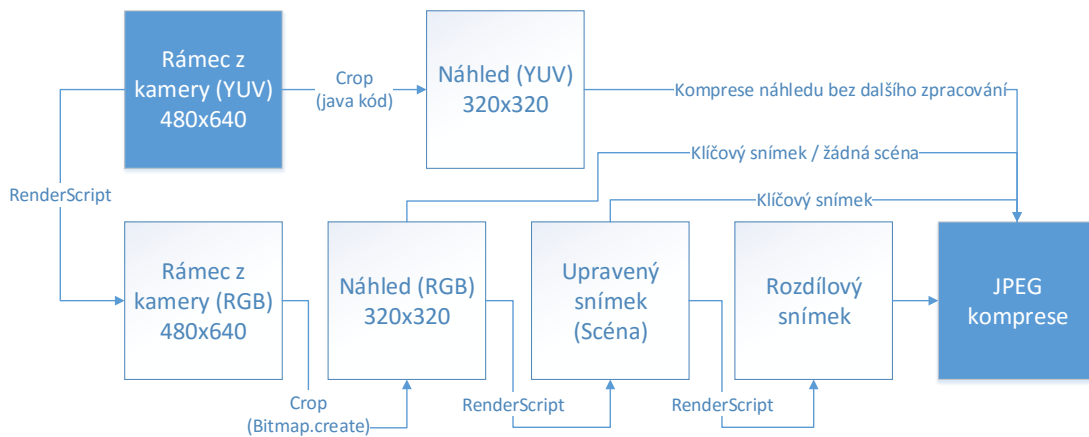 Rámec z
kamery (YUV)
480x640
Crop
(java kód)
Náhled (YUV)
320x320
Komprese náhledu bez dalšího zpracování
Klíčový snímek / žádná scéna
RenderScript
Klíčový snímek
Rámec z
kamery (RGB)
480x640
Náhled (RGB)
320x320
Upravený
snímek
(Scéna)
Rozdílový
snímek
JPEG
komprese
Crop
(Bitmap.create)
RenderScript
RenderScript